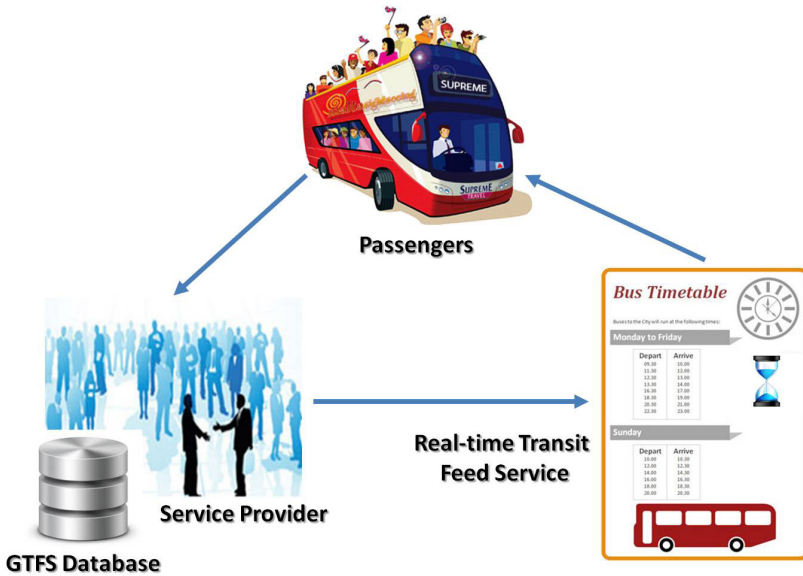 SUPREME
sightseeing
SUPREME
TRAVEL
Passengers
Bus Timetable
Buses to the City will run at the following times:
Monday to Friday
Depart Arrive
09.30 10.00
11.30 12.00
12.30 13.00
13.30 14.00
16.30 17.00
18.30 19.00
20.30 21.00
22.30 23.00
Sunday
Depart Arrive
10.00 10.30
12.00 12.30
14.00 14.30
16.00 16.30
18.00 18.30
20.00 20.30
Real-time Transit
Feed Service
Service Provider
GTFS Database